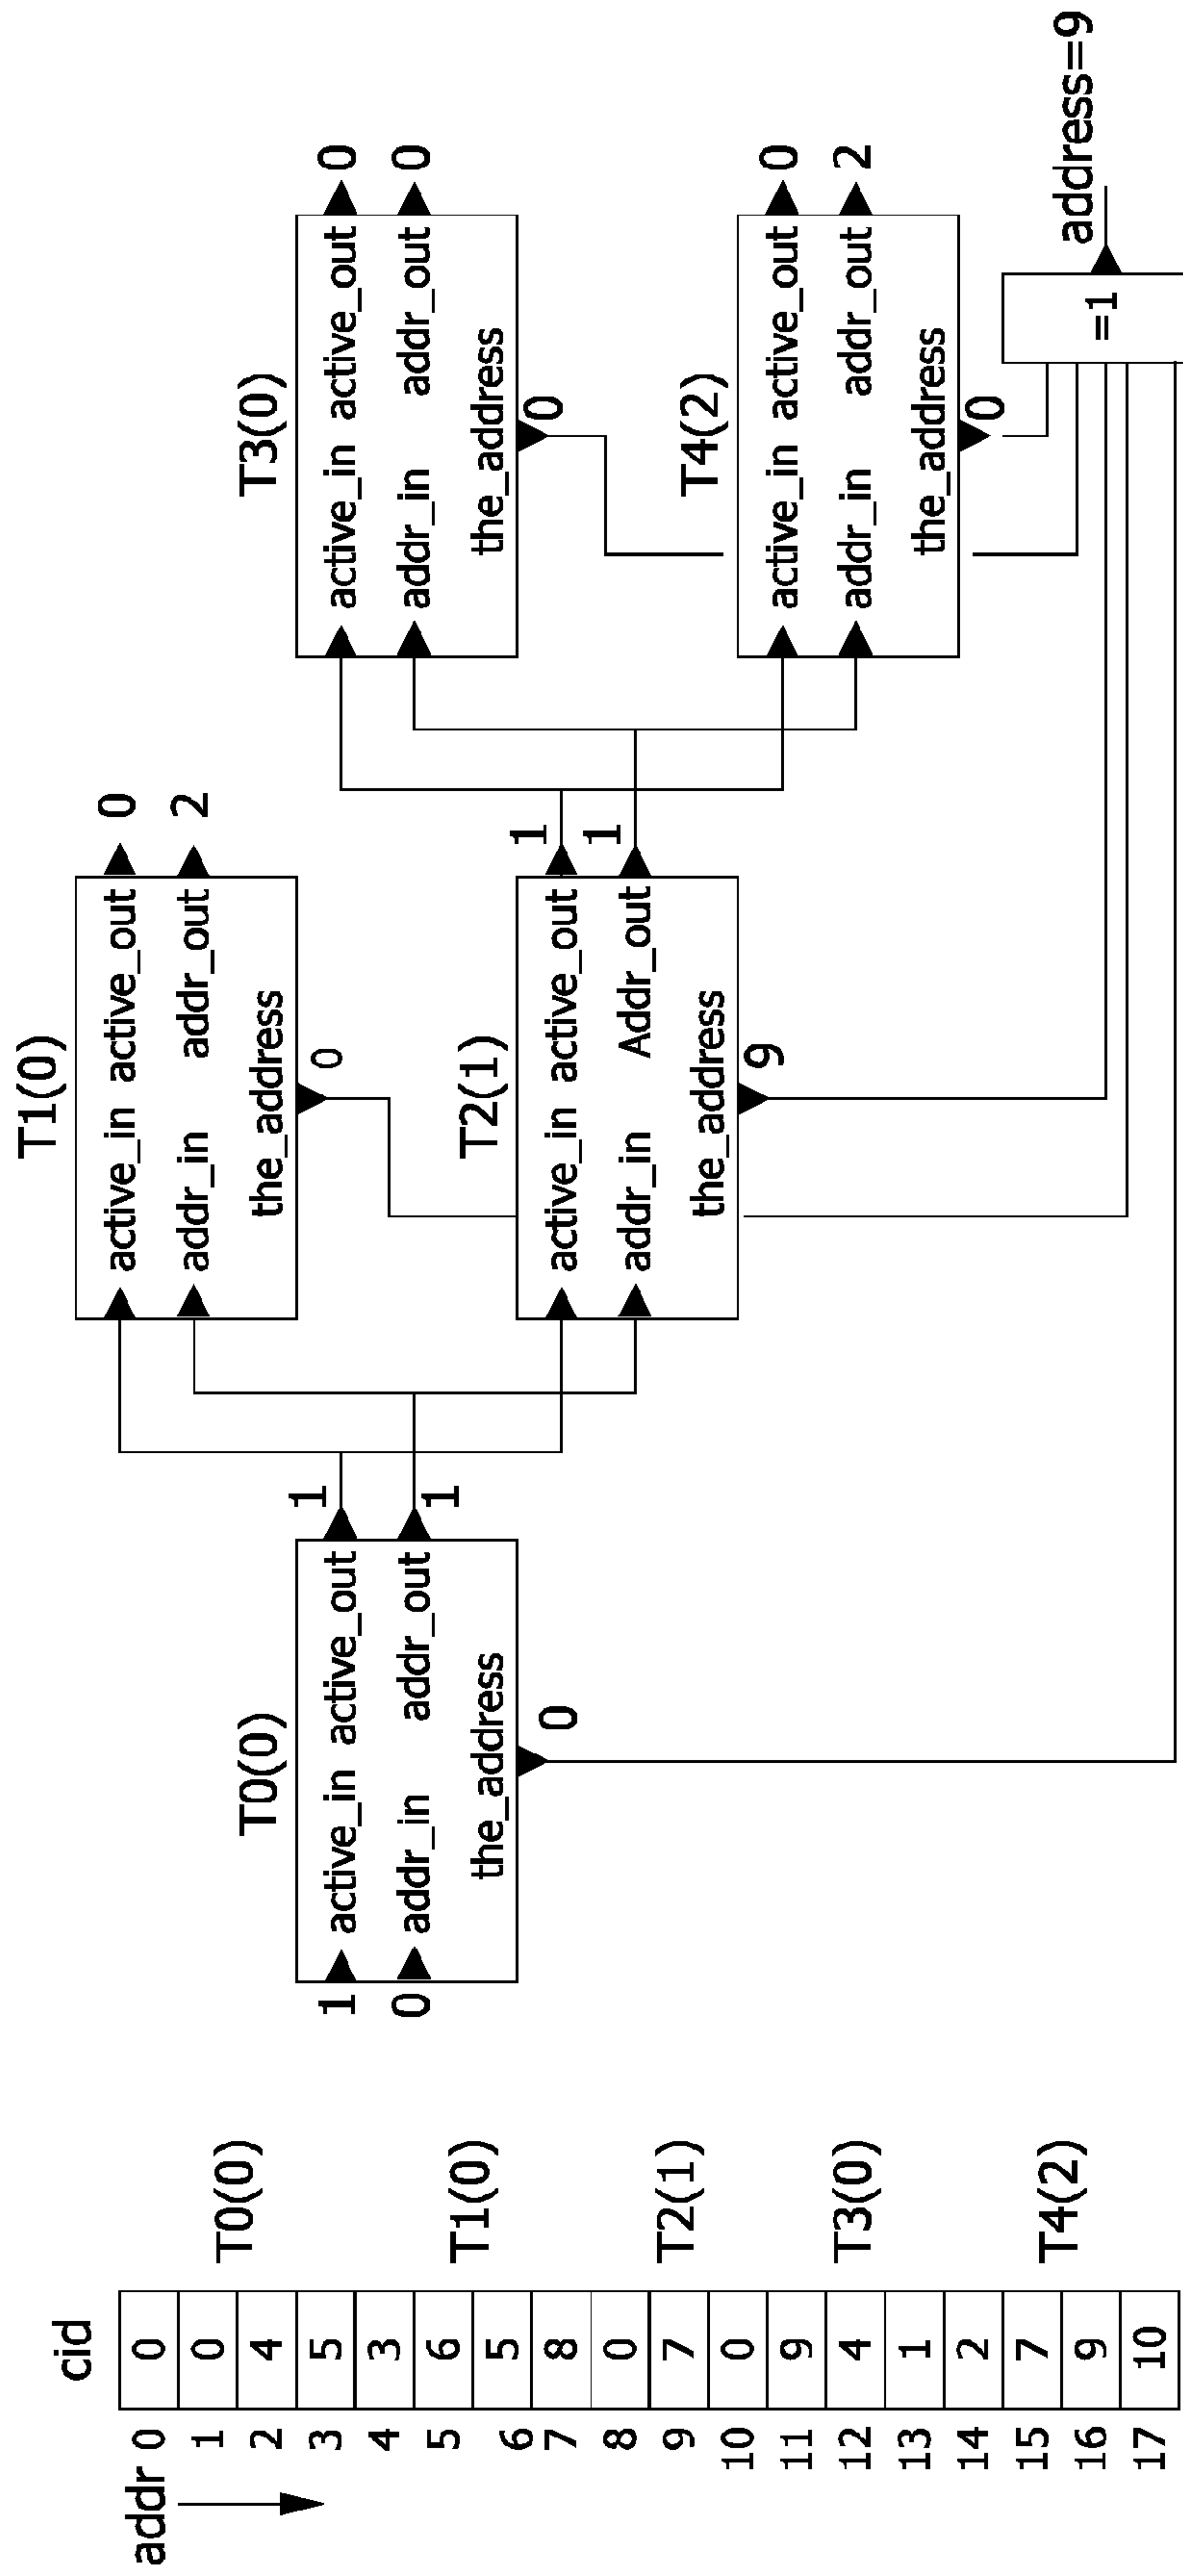 cid
addr 0 0
1 0
2 4
3 5
4 3
5 6
6 5
7 8
8 0
9 7
10 0
11 9
12 4
13 1
14 2
15 7
16 9
17 10
T0(0)
T1(0)
T2(1)
T3(0)
T4(2)
T0(0)
1 active_in active_out 1
0 addr_in addr_out 1
the_address
0
T1(0)
active_in active_out 0
addr_in addr_out 2
the_address
0
T2(1)
active_in active_out 1
addr_in Addr_out 1
the_address
9
T3(0)
active_in active_out 0
addr_in addr_out 0
the_address
0
T4(2)
active_in active_out 0
addr_in addr_out 2
the_address
0
=1
address=9